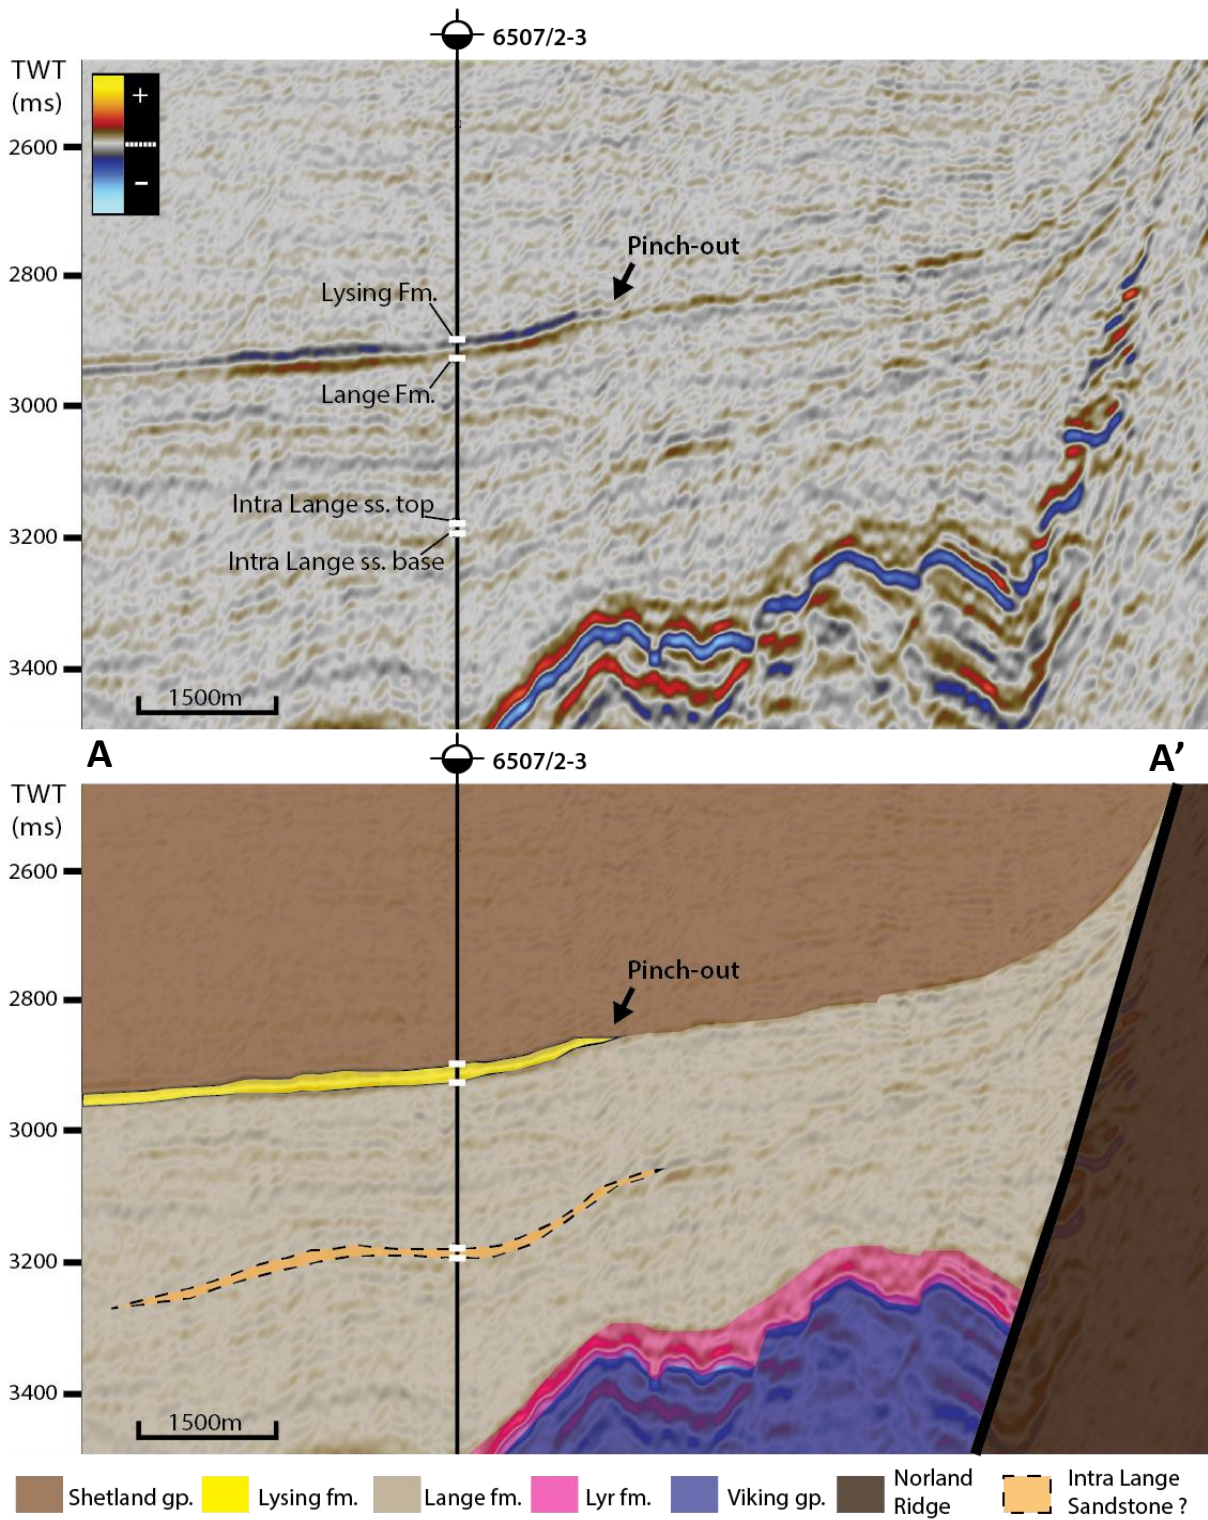 6507/2-3
TWT
(ms)
+
-
2600
2800
3000
3200
3400
Pinch-out
Lysing Fm.
Lange Fm.
Intra Lange ss. top
Intra Lange ss. base
1500m
A
6507/2-3
A’
TWT
(ms)
2600
2800
3000
3200
3400
Pinch-out
1500m
Shetland gp.
Lysing fm.
Lange fm.
Lyr fm.
Viking gp.
Norland
Ridge
Intra Lange
Sandstone ?